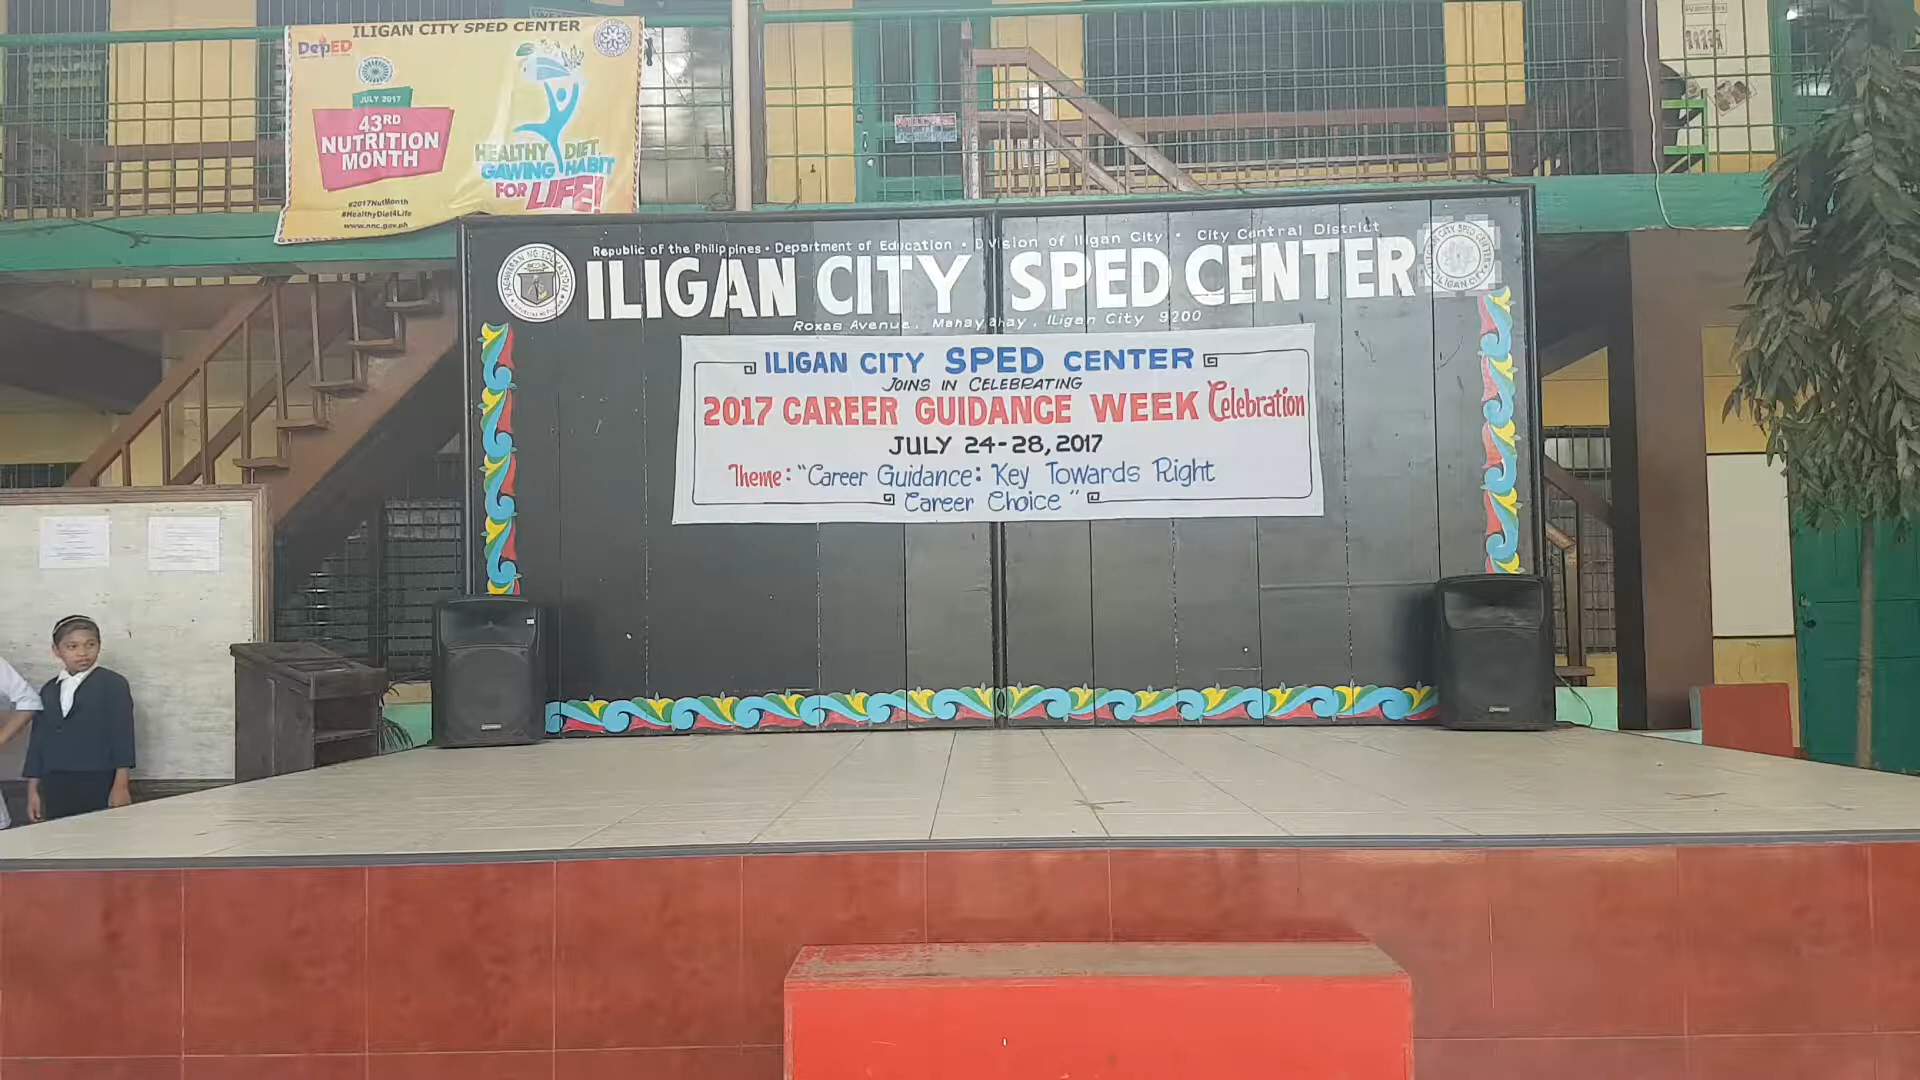 ILIGAN CITY SPED CENTER
DepED
JULY 2017
43RD
NUTRITION
MONTH
HEALTHY DIET,
GAWING HABIT
FOR LIFE!
#2017NutMonth
#HealthyDiet4Life
www.nnc.gov.ph
Republic of the Philippines • Department of Education • Division of Iligan City • City Central District
ILIGAN CITY SPED CENTER
Roxas Avenue, Mahayahay, Iligan City 9200
ILIGAN CITY SPED CENTER
JOINS IN CELEBRATING
2017 CAREER GUIDANCE WEEK Celebration
JULY 24-28, 2017
Theme: "Career Guidance: Key Towards Right
Career Choice"